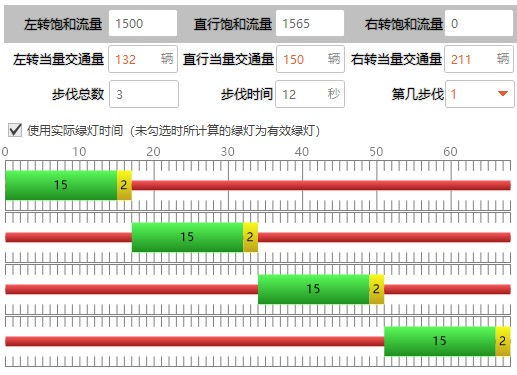 左转饱和流量 1500 直行饱和流量 1565 右转饱和流量 0
左转当量交通量 132 辆 直行当量交通量 150 辆 右转当量交通量 211 辆
步伐总数 3 步伐时间 12 秒 第几步伐 1
使用实际绿灯时间（未勾选时所计算的绿灯为有效绿灯）
0 10 20 30 40 50 60
15 2
15 2
15 2
15 2